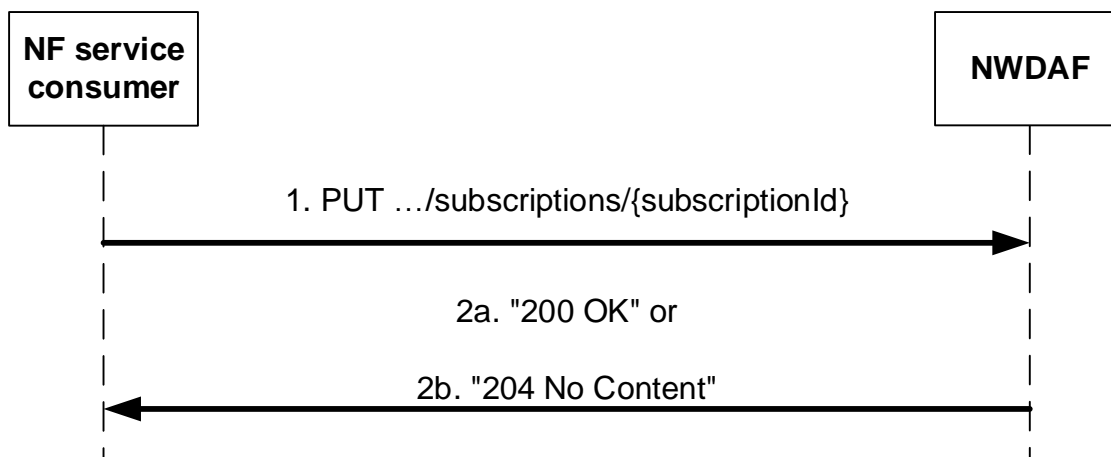 NF service
consumer
NWDAF
1. PUT …/subscriptions/{subscriptionId}
2a. "200 OK" or
2b. "204 No Content"